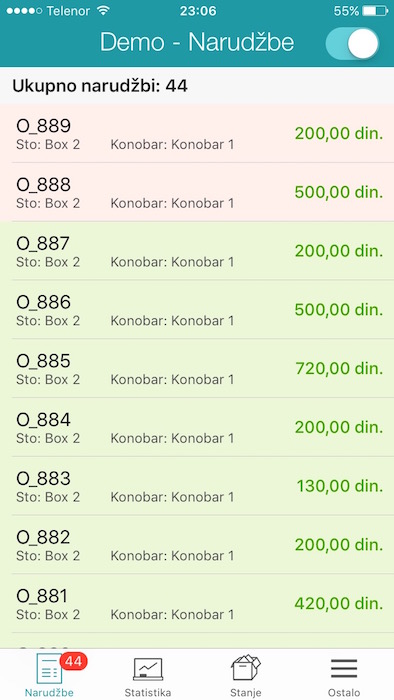 Telenor 23:06 55%
Demo - Narudžbe
Ukupno narudžbi: 44
O_889
200,00 din.
Sto: Box 2 Konobar: Konobar 1
O_888
500,00 din.
Sto: Box 2 Konobar: Konobar 1
O_887
200,00 din.
Sto: Box 2 Konobar: Konobar 1
O_886
500,00 din.
Sto: Box 2 Konobar: Konobar 1
O_885
720,00 din.
Sto: Box 2 Konobar: Konobar 1
O_884
200,00 din.
Sto: Box 2 Konobar: Konobar 1
O_883
130,00 din.
Sto: Box 2 Konobar: Konobar 1
O_882
200,00 din.
Sto: Box 2 Konobar: Konobar 1
O_881
420,00 din.
Sto: Box 2 Konobar: Konobar 1
44
Narudžbe Statistika Stanje Ostalo